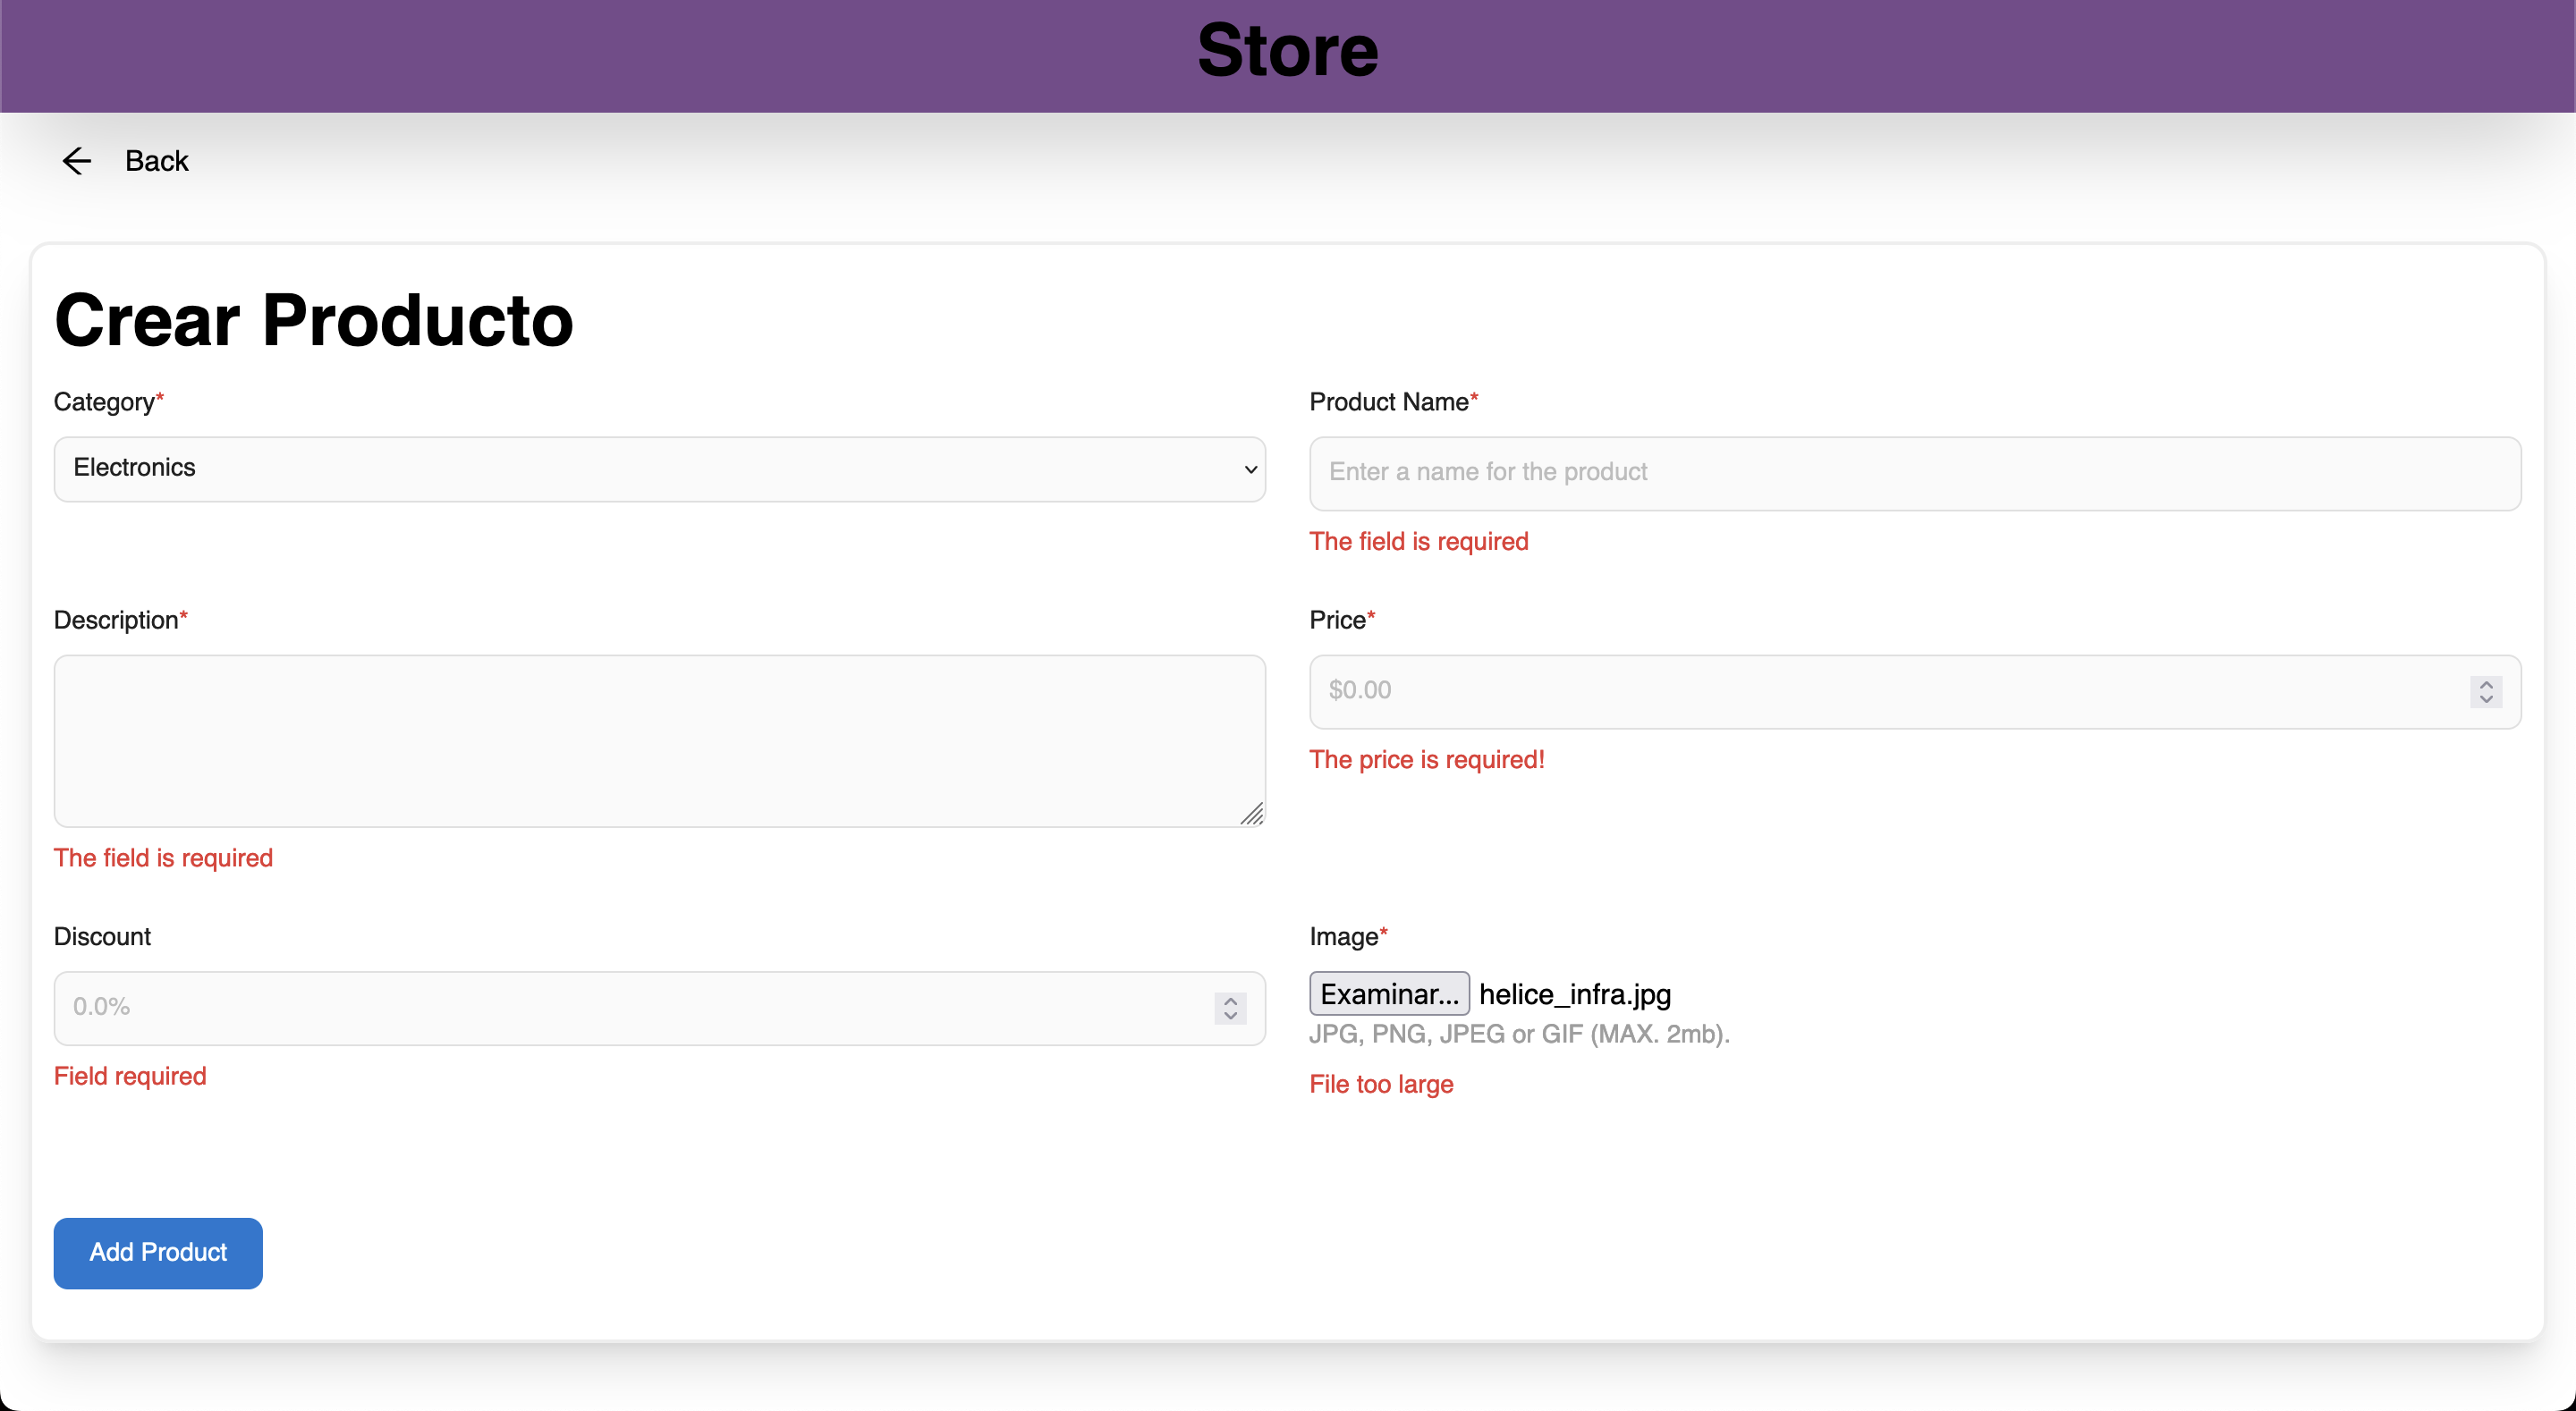 Store
Back
Crear Producto
Category*
Electronics
Product Name*
Enter a name for the product
The field is required
Description*
The field is required
Price*
$0.00
The price is required!
Discount
0.0%
Field required
Image*
Examinar... helice_infra.jpg
JPG, PNG, JPEG or GIF (MAX. 2mb).
File too large
Add Product